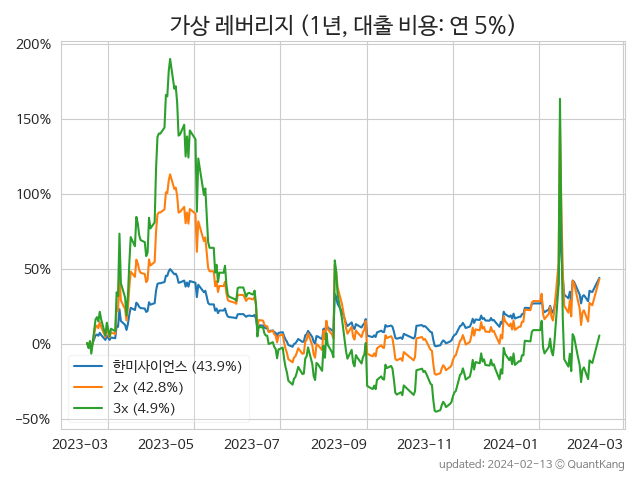 가상 레버리지 (1년, 대출 비용: 연 5%)
200%
150%
100%
50%
0%
−50%
한미사이언스 (43.9%)
2x (42.8%)
3x (4.9%)
2023-03 2023-05 2023-07 2023-09 2023-11 2024-01 2024-03
updated: 2024-02-13 ⓒ QuantKang